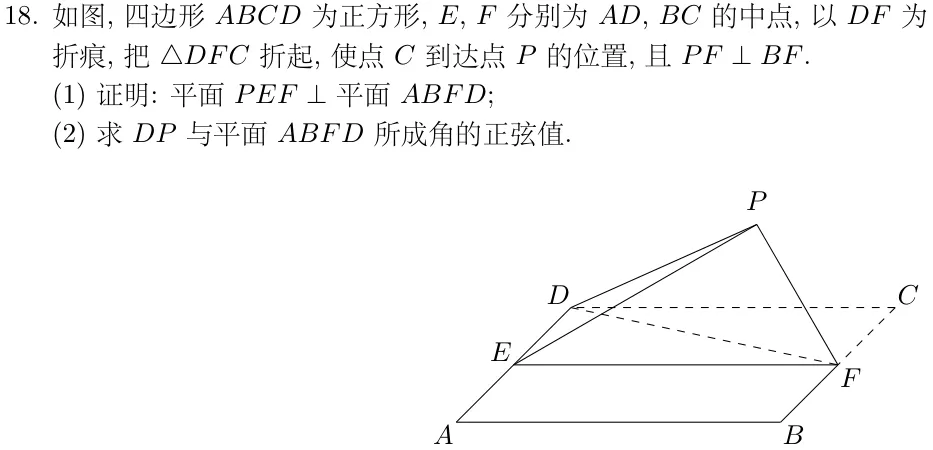 18. 如图, 四边形 ABCD 为正方形, E, F 分别为 AD, BC 的中点, 以 DF 为
折痕, 把 △DFC 折起, 使点 C 到达点 P 的位置, 且 PF ⊥ BF.
(1) 证明: 平面 PEF ⊥ 平面 ABFD;
(2) 求 DP 与平面 ABFD 所成角的正弦值.
P
D
C
E
F
A
B